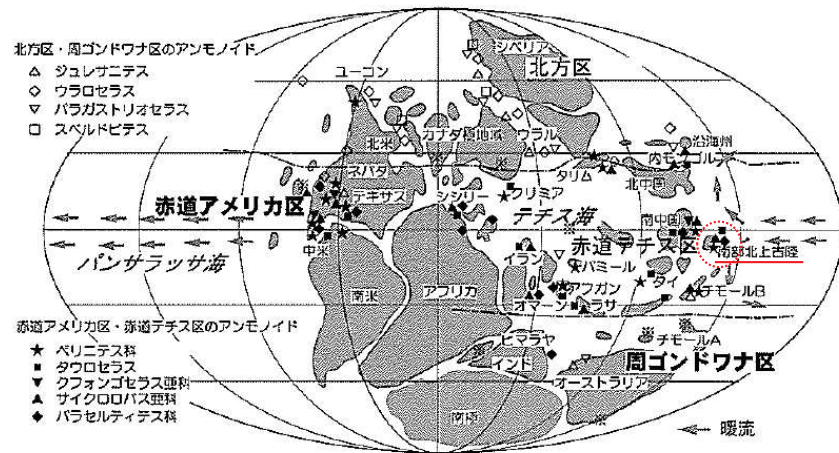 北方区・周ゴンドワナ区のアンモノイド
△ ジュレサニテス
◇ ウラロセラス
▽ パラガストリオセラス
□ スペルドピテス
シベリア
北方区
ユーコン
北米
カナダ極地域
ウラル
沿海州
内モンゴル
タリム
北中国
ネバダ
テキサス
シシリー
クリミア
赤道アメリカ区
テチス海
南中国
赤道テチス区
南部北上古陸
中米
イラン
パミール
パンサラッサ海
南米
アフリカ
アフガン
タイ
チモールB
オマーン
ラサ
赤道アメリカ区・赤道テチス区のアンモノイド
★ ペリニテス科
■ タウロセラス
▼ クフォンゴセラス亜科
▲ サイクロロバス亜科
◆ パラセルティテス科
チモールA
ヒマラヤ
インド
周ゴンドワナ区
オーストラリア
南極
暖流